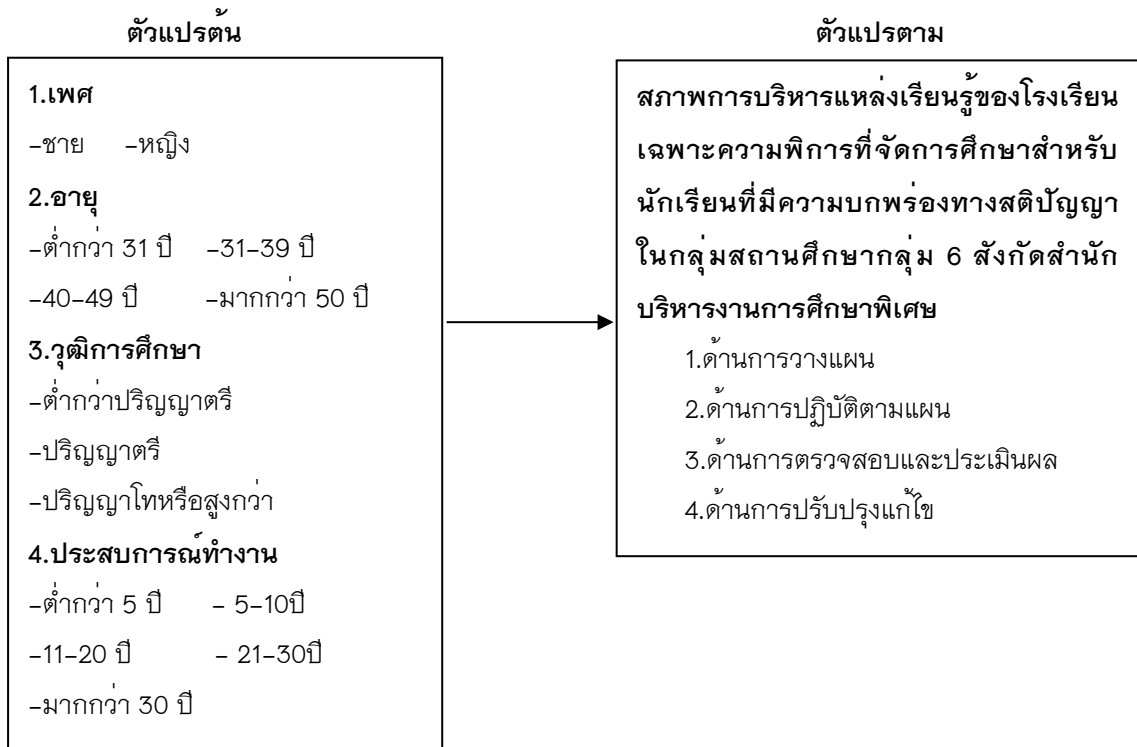 ตัวแปรต้น
1.เพศ
-ชาย -หญิง
2.อายุ
-ต่ำกว่า 31 ปี -31-39 ปี
-40-49 ปี -มากกว่า 50 ปี
3.วุฒิการศึกษา
-ต่ำกว่าปริญญาตรี
-ปริญญาตรี
-ปริญญาโทหรือสูงกว่า
4.ประสบการณ์ทำงาน
-ต่ำกว่า 5 ปี - 5-10ปี
-11-20 ปี - 21-30ปี
-มากกว่า 30 ปี
ตัวแปรตาม
สภาพการบริหารแหล่งเรียนรู้ของโรงเรียน
เฉพาะความพิการที่จัดการศึกษาสำหรับ
นักเรียนที่มีความบกพร่องทางสติปัญญา
ในกลุ่มสถานศึกษากลุ่ม 6 สังกัดสำนัก
บริหารงานการศึกษาพิเศษ
1.ด้านการวางแผน
2.ด้านการปฏิบัติตามแผน
3.ด้านการตรวจสอบและประเมินผล
4.ด้านการปรับปรุงแก้ไข